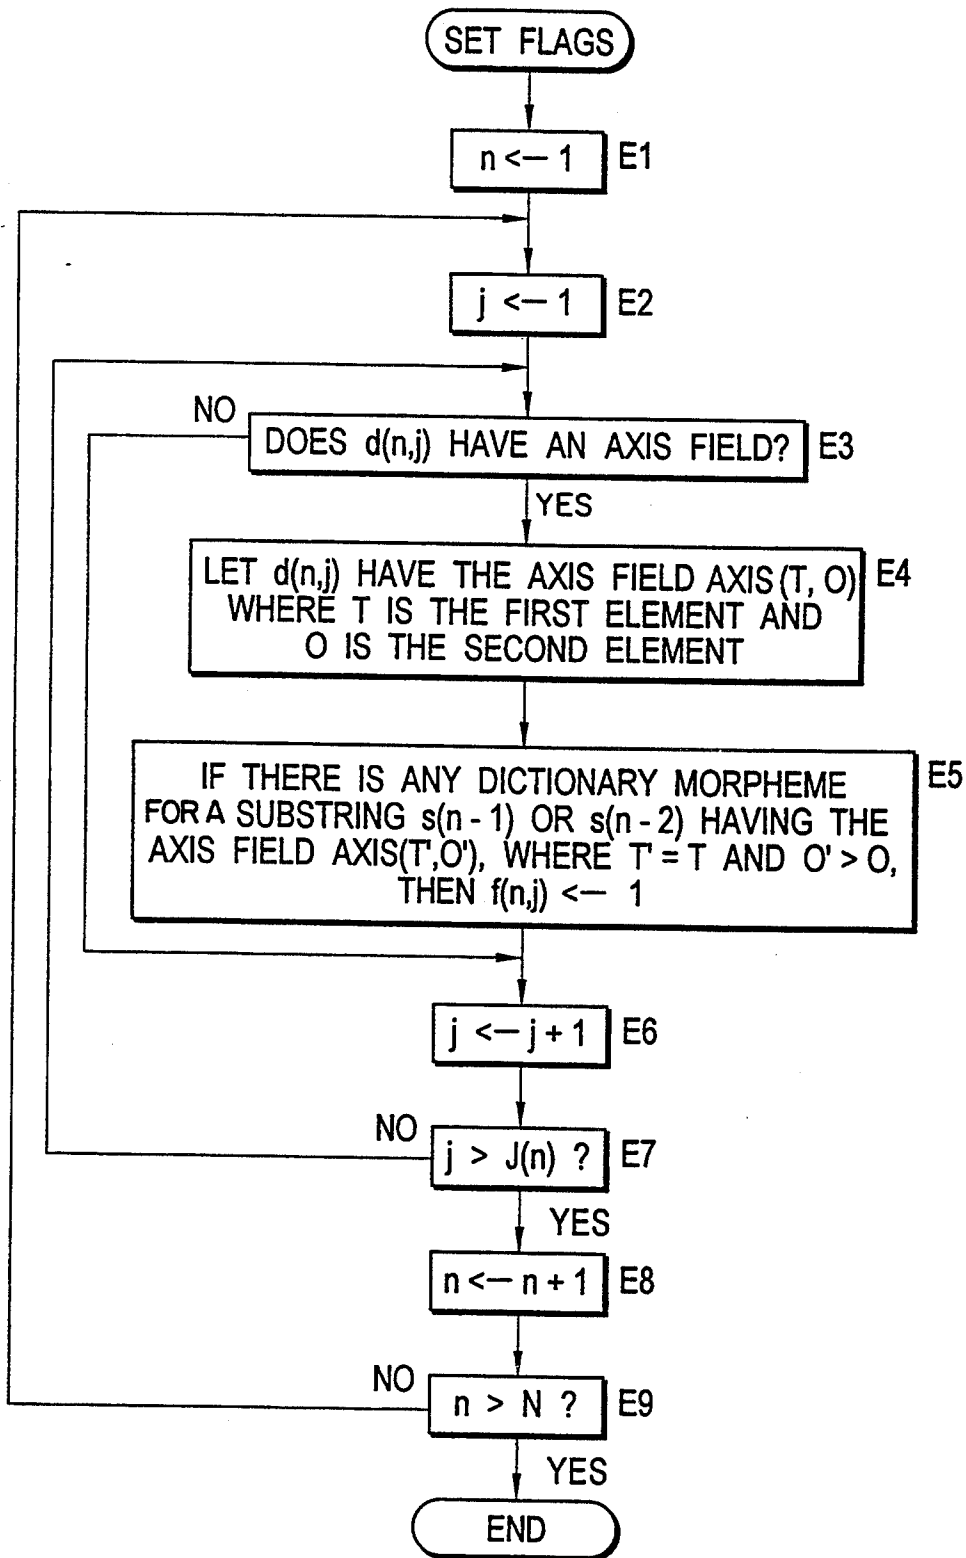 SET FLAGS
n <— 1 E1
j <— 1 E2
NO
DOES d(n,j) HAVE AN AXIS FIELD? E3
YES
LET d(n,j) HAVE THE AXIS FIELD AXIS(T, O) E4
WHERE T IS THE FIRST ELEMENT AND
O IS THE SECOND ELEMENT
IF THERE IS ANY DICTIONARY MORPHEME E5
FOR A SUBSTRING s(n - 1) OR s(n - 2) HAVING THE
AXIS FIELD AXIS(T',O'), WHERE T' = T AND O' > O,
THEN f(n,j) <— 1
j <— j + 1 E6
NO
j > J(n) ? E7
YES
n <— n + 1 E8
NO
n > N ? E9
YES
END